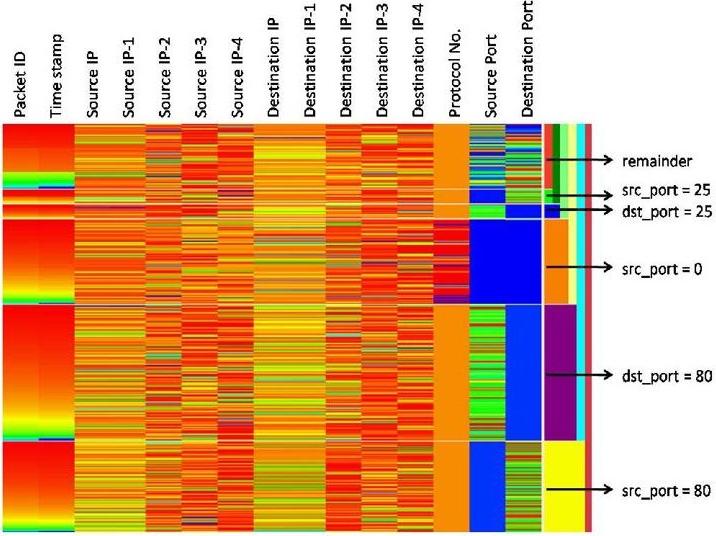 Packet ID
Time stamp
Source IP
Source IP-1
Source IP-2
Source IP-3
Source IP-4
Destination IP
Destination IP-1
Destination IP-2
Destination IP-3
Destination IP-4
Protocol No.
Source Port
Destination Port
remainder
src_port = 25
dst_port = 25
src_port = 0
dst_port = 80
src_port = 80